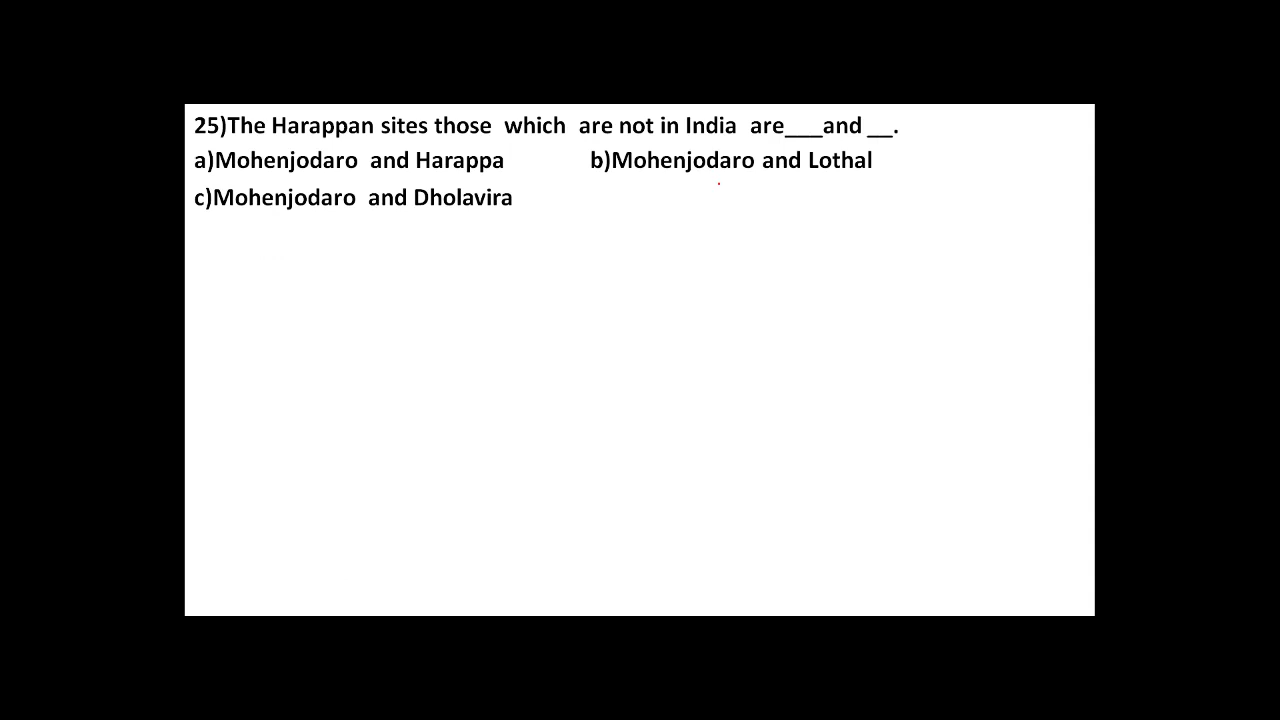 25)The Harappan sites those which are not in India are___and __.
a)Mohenjodaro and Harappa b)Mohenjodaro and Lothal
c)Mohenjodaro and Dholavira